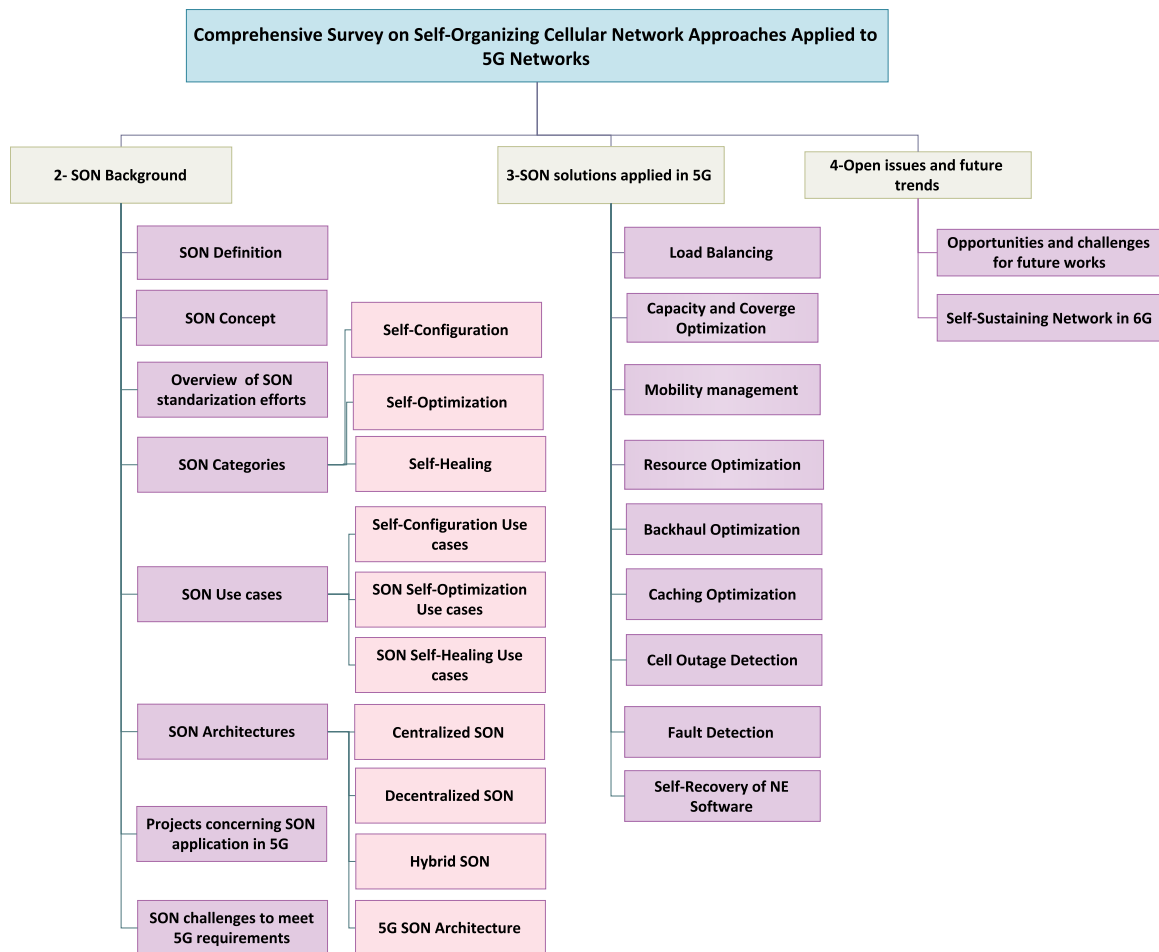 Comprehensive Survey on Self-Organizing Cellular Network Approaches Applied to
5G Networks
2- SON Background
SON Definition
SON Concept
Overview of SON
standarization efforts
SON Categories
Self-Configuration
Self-Optimization
Self-Healing
SON Use cases
Self-Configuration Use
cases
SON Self-Optimization
Use cases
SON Self-Healing Use
cases
SON Architectures
Centralized SON
Decentralized SON
Hybrid SON
5G SON Architecture
Projects concerning SON
application in 5G
SON challenges to meet
5G requirements
3-SON solutions applied in 5G
Load Balancing
Capacity and Coverge
Optimization
Mobility management
Resource Optimization
Backhaul Optimization
Caching Optimization
Cell Outage Detection
Fault Detection
Self-Recovery of NE
Software
4-Open issues and future
trends
Opportunities and challenges
for future works
Self-Sustaining Network in 6G